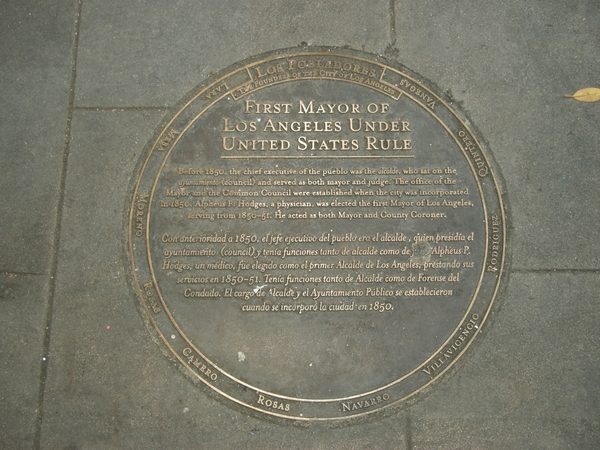 Los Pobladores
The Founders of the City of Los Angeles
First Mayor of
Los Angeles Under
United States Rule
Before 1850, the chief executive of the pueblo was the alcalde, who sat on the
ayuntamiento (council) and served as both mayor and judge. The office of the
Mayor and the Common Council were established when the city was incorporated
in 1850. Alpheus P. Hodges, a physician, was elected the first Mayor of Los Angeles,
serving from 1850-51. He acted as both Mayor and County Coroner.
Con anterioridad a 1850, el jefe ejecutivo del pueblo era el alcalde, quien presidía el
ayuntamiento (council) y tenía funciones tanto de alcalde como de Alpheus P.
Hodges, un médico, fue elegido como el primer Alcalde de Los Angeles, prestando sus
servicios en 1850-51. Tenía funciones tanto de Alcalde como de Forense del
Condado. El cargo de Alcalde y el Ayuntamiento Público se establecieron
cuando se incorporó la ciudad en 1850.
Vanegas
Quintero
Rodriguez
Villavicencio
Navarro
Rosas
Camero
Moreno
Mesa
Lara